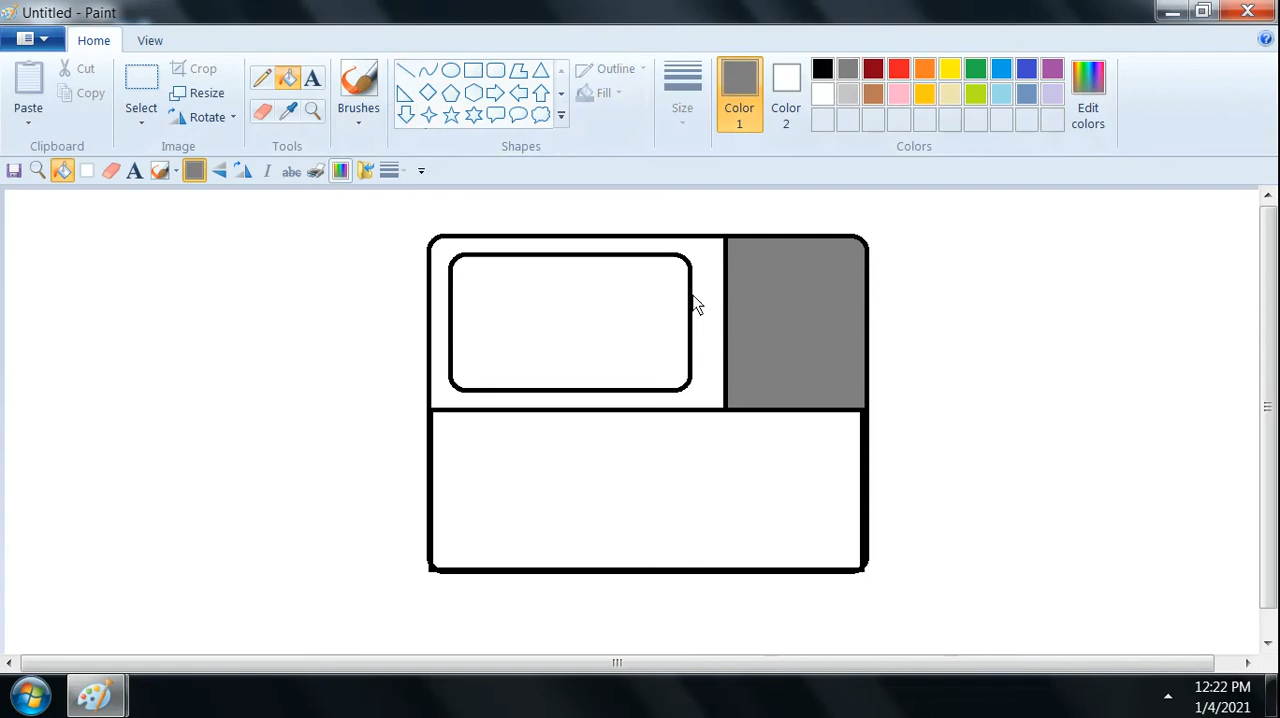 Untitled - Paint
Home View
Paste
Cut
Copy
Clipboard
Select
Crop
Resize
Rotate
Image
A
Tools
Brushes
Outline
Fill
Shapes
Size
Color 1
Color 2
Edit colors
Colors
A I abc
12:22 PM
1/4/2021